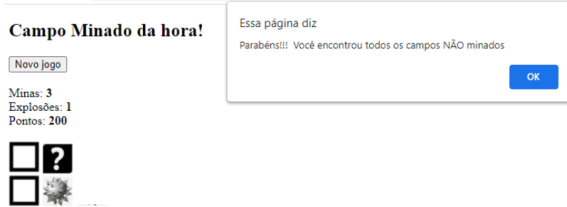 Campo Minado da hora!
Novo jogo
Minas: 3
Explosões: 1
Pontos: 200
?
Essa página diz
Parabéns!!! Você encontrou todos os campos NÃO minados
OK